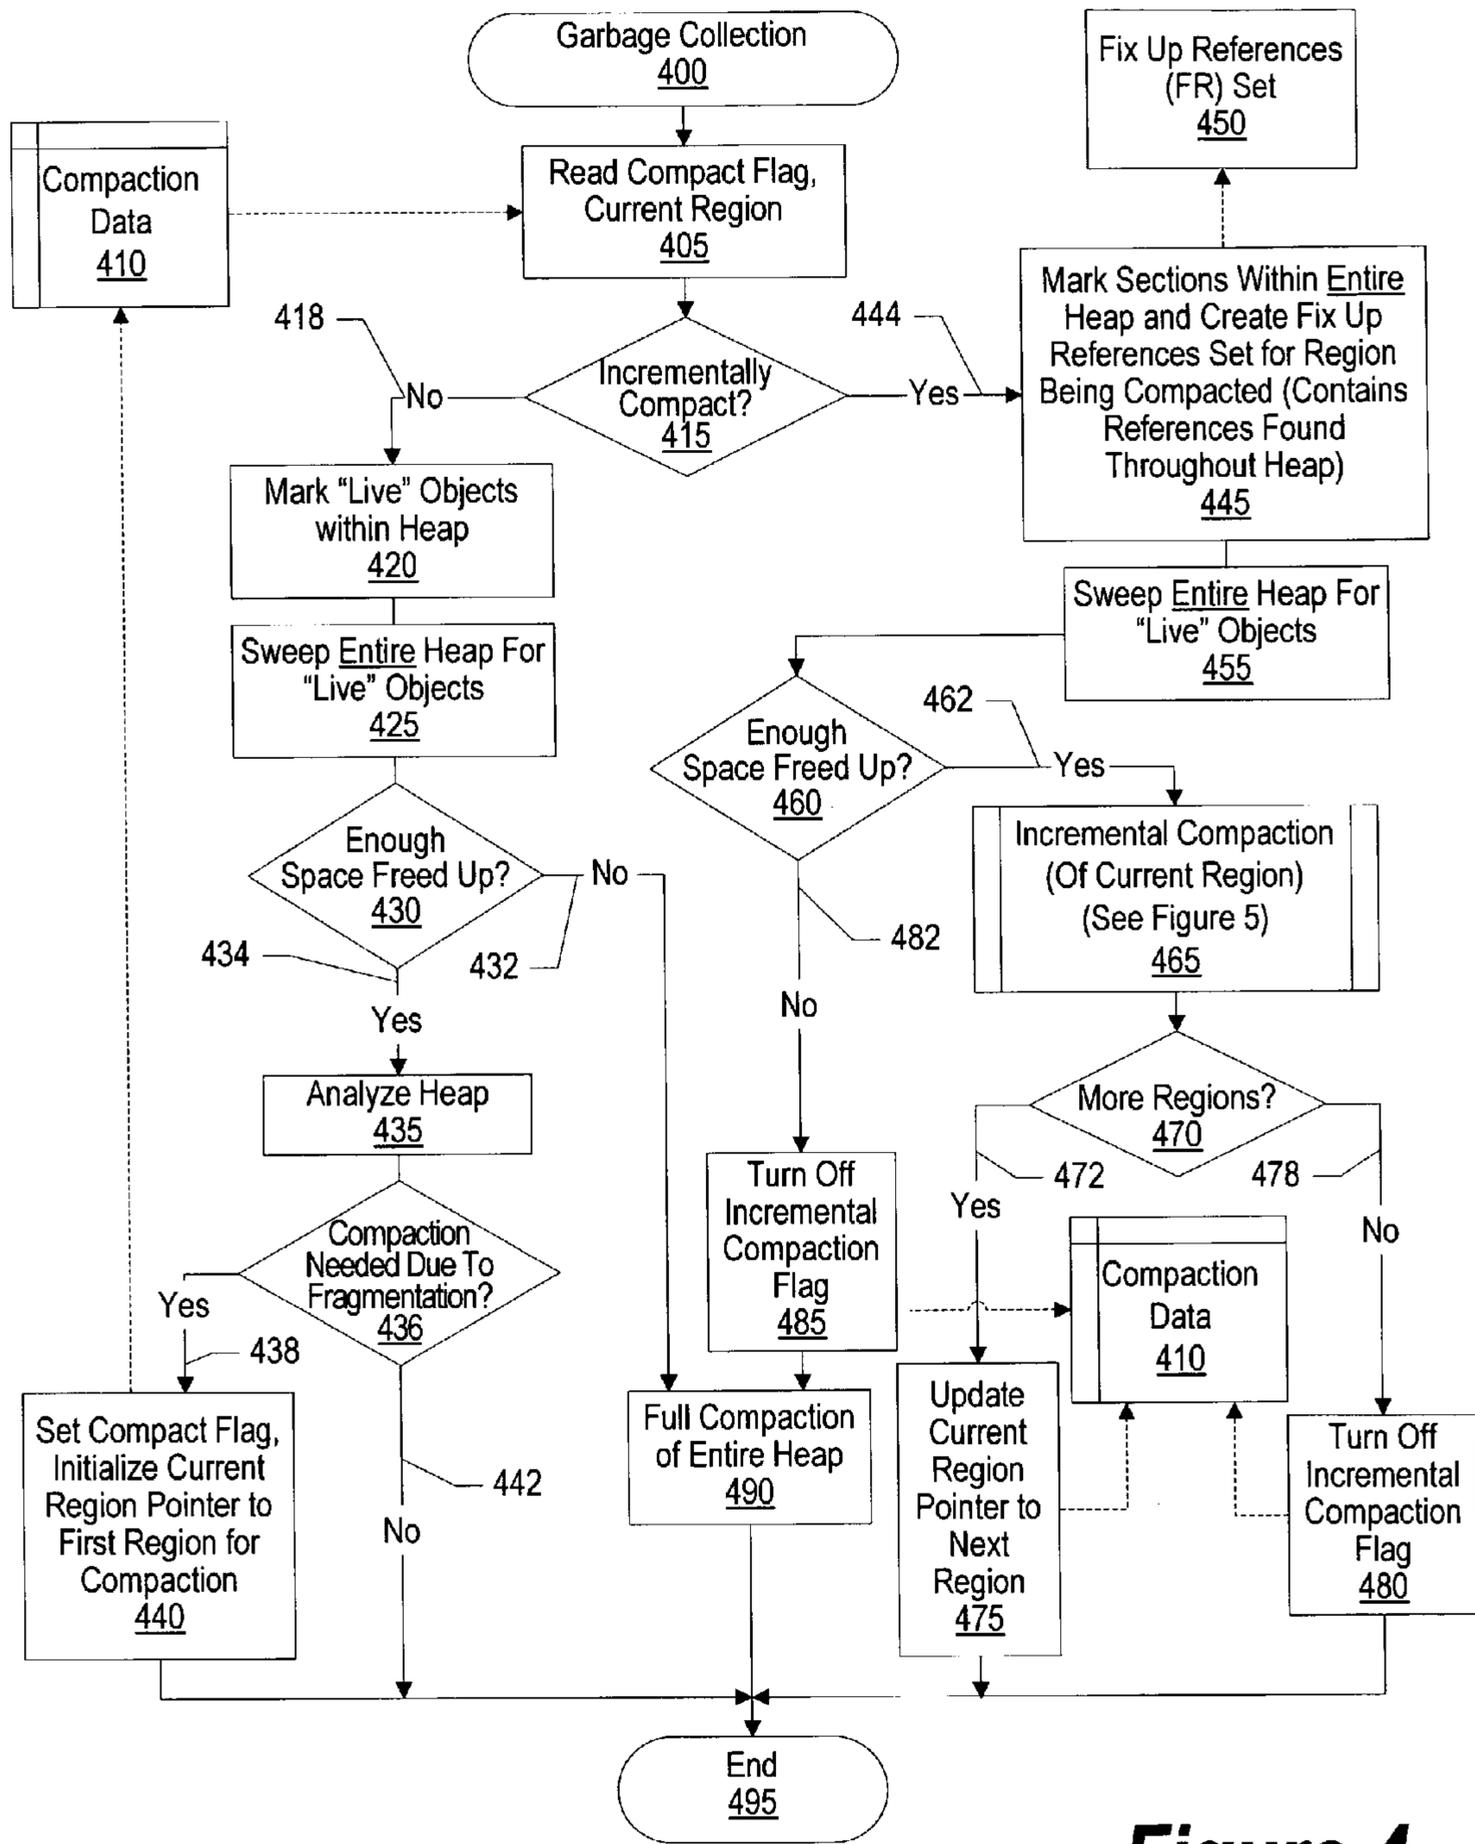 Garbage Collection
400
Fix Up References
(FR) Set
450
Compaction
Data
410
Read Compact Flag,
Current Region
405
418
444
Incrementally
Compact?
415
No
Yes
Mark Sections Within Entire
Heap and Create Fix Up
References Set for Region
Being Compacted (Contains
References Found
Throughout Heap)
445
Mark “Live” Objects
within Heap
420
Sweep Entire Heap For
“Live” Objects
455
Sweep Entire Heap For
“Live” Objects
425
462
Enough
Space Freed Up?
460
Yes
Enough
Space Freed Up?
430
No
Incremental Compaction
(Of Current Region)
(See Figure 5)
465
434
432
482
Yes
No
Analyze Heap
435
More Regions?
470
472
478
Yes
No
Turn Off
Incremental
Compaction
Flag
485
Compaction
Needed Due To
Fragmentation?
436
Yes
438
Compaction
Data
410
Set Compact Flag,
Initialize Current
Region Pointer to
First Region for
Compaction
440
442
No
Full Compaction
of Entire Heap
490
Update
Current
Region
Pointer to
Next
Region
475
Turn Off
Incremental
Compaction
Flag
480
End
495
Figure 4